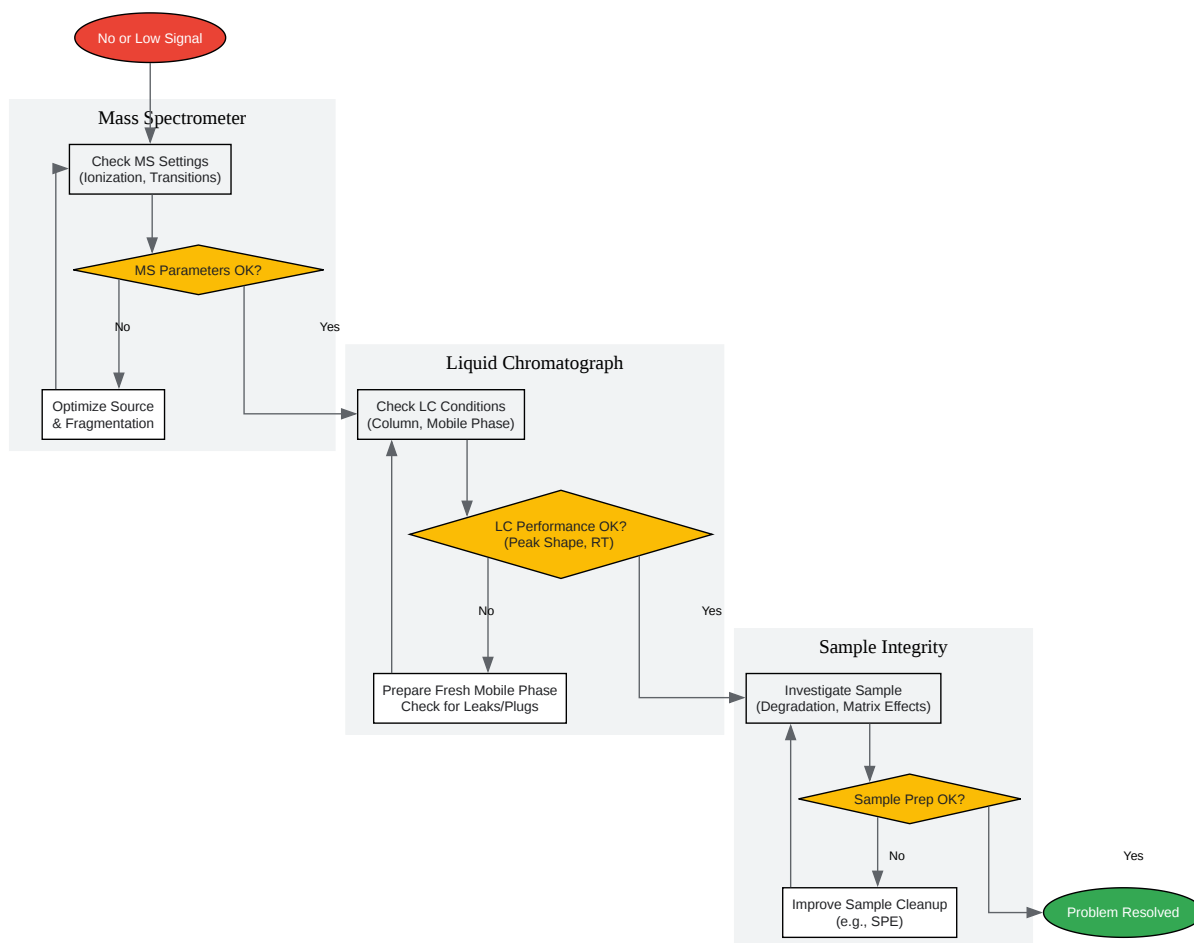 No or Low Signal
Mass Spectrometer
Check MS Settings
(Ionization, Transitions)
MS Parameters OK?
No
Yes
Optimize Source
& Fragmentation
Liquid Chromatograph
Check LC Conditions
(Column, Mobile Phase)
LC Performance OK?
(Peak Shape, RT)
No
Yes
Prepare Fresh Mobile Phase
Check for Leaks/Plugs
Sample Integrity
Investigate Sample
(Degradation, Matrix Effects)
Sample Prep OK?
No
Yes
Improve Sample Cleanup
(e.g., SPE)
Problem Resolved